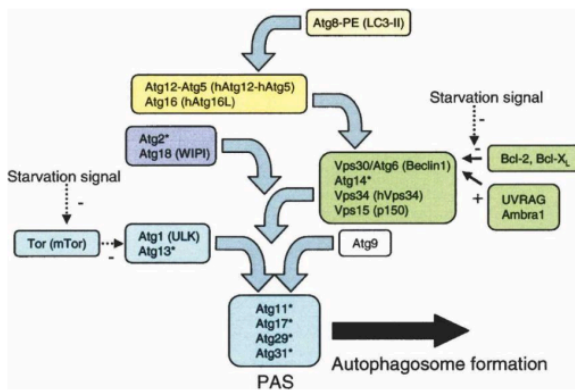 Atg8-PE (LC3-II)
Atg12-Atg5 (hAtg12-hAtg5)
Atg16 (hAtg16L)
Starvation signal
-
Atg2*
Atg18 (WIPI)
Vps30/Atg6 (Beclin1)
Atg14*
Vps34 (hVps34)
Vps15 (p150)
-
Bcl-2, Bcl-XL
+
UVRAG
Ambra1
Starvation signal
-
Tor (mTor)
-
Atg1 (ULK)
Atg13*
Atg9
Atg11*
Atg17*
Atg29*
Atg31*
PAS
Autophagosome formation